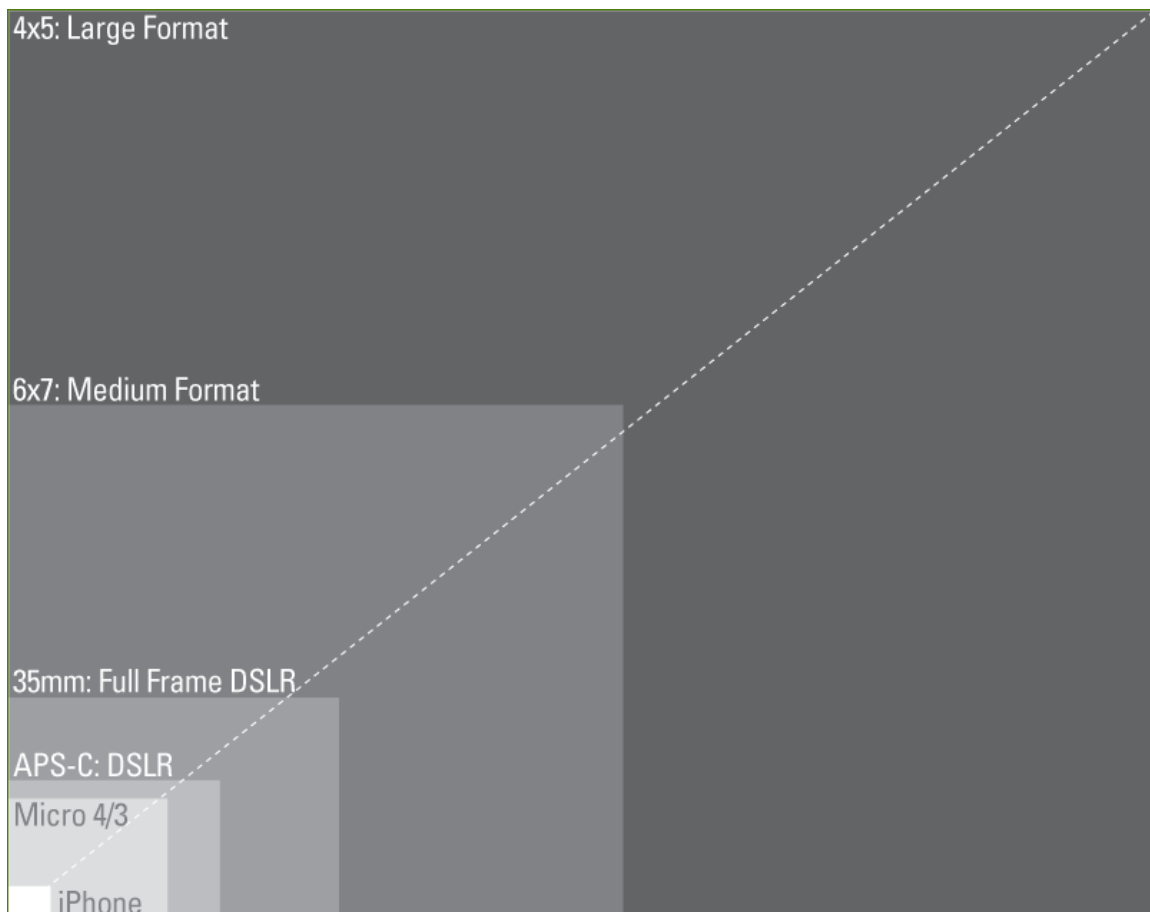 4x5: Large Format
6x7: Medium Format
35mm: Full Frame DSLR
APS-C: DSLR
Micro 4/3
iPhone